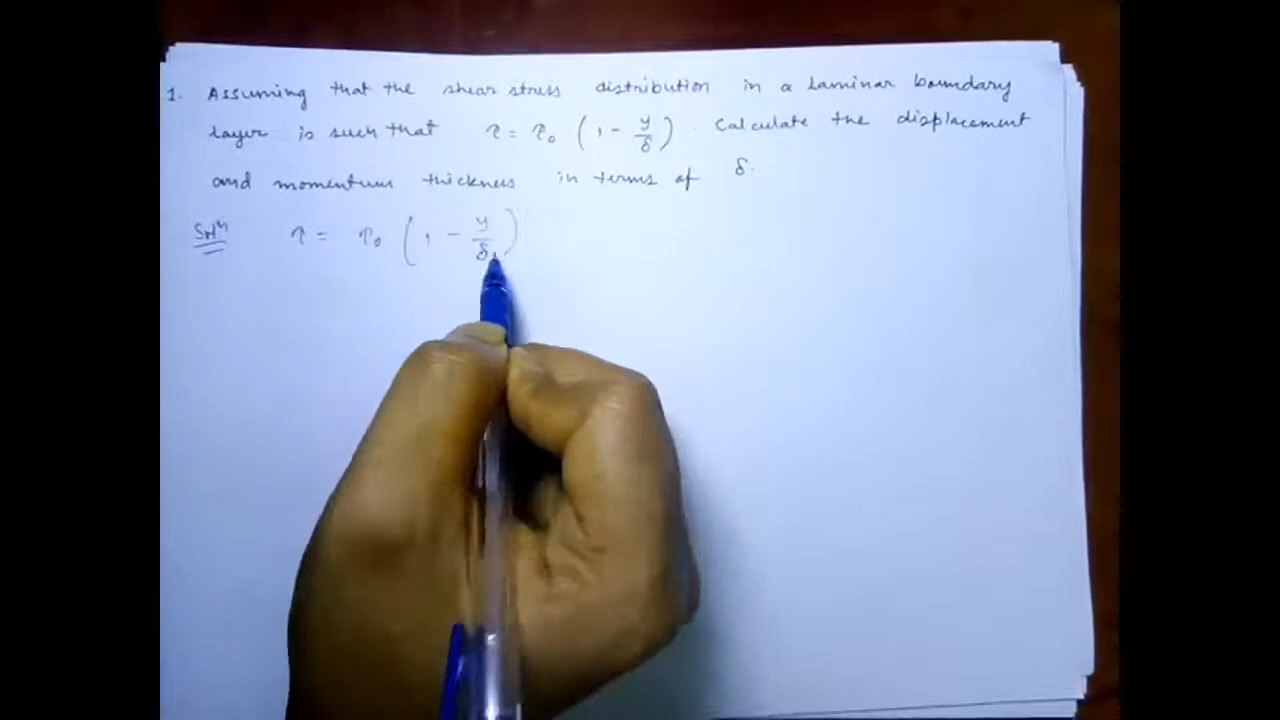 1. Assuming that the shear stress distribution in a Laminar boundary
layer is such that τ = τ₀ (1 - y/δ). Calculate the displacement
and momentum thickness in terms of δ.
Solⁿ τ = τ₀ (1 - y/δ)